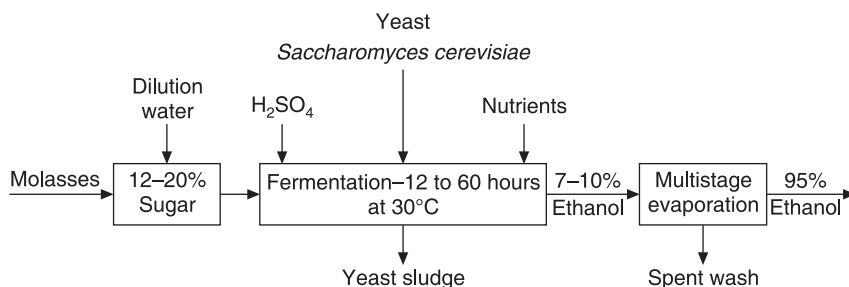 Yeast
Saccharomyces cerevisiae
Dilution
water
H₂SO₄
Nutrients
Molasses
12–20%
Sugar
Fermentation–12 to 60 hours
at 30°C
7–10%
Ethanol
Multistage
evaporation
95%
Ethanol
Yeast sludge
Spent wash